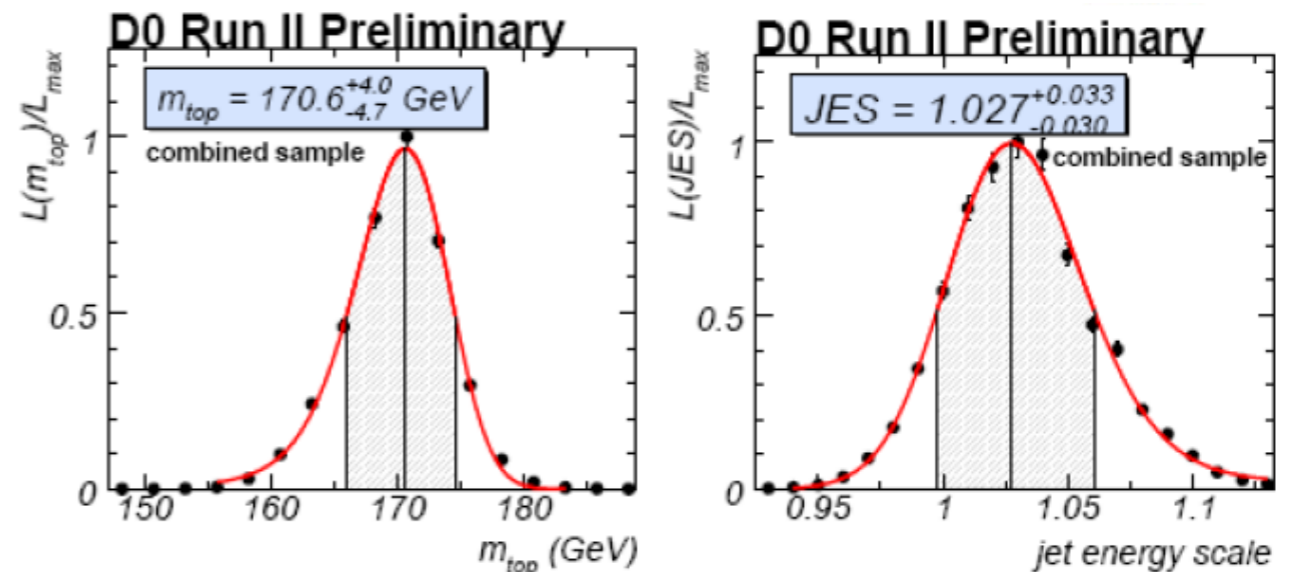 D0 Run II Preliminary
L(m_top)/L_max
m_top = 170.6 +4.0 -4.7 GeV
combined sample
1
0.5
0
150 160 170 180
m_top (GeV)
D0 Run II Preliminary
L(JES)/L_max
JES = 1.027 +0.033 -0.030
combined sample
1
0.5
0
0.95 1 1.05 1.1
jet energy scale